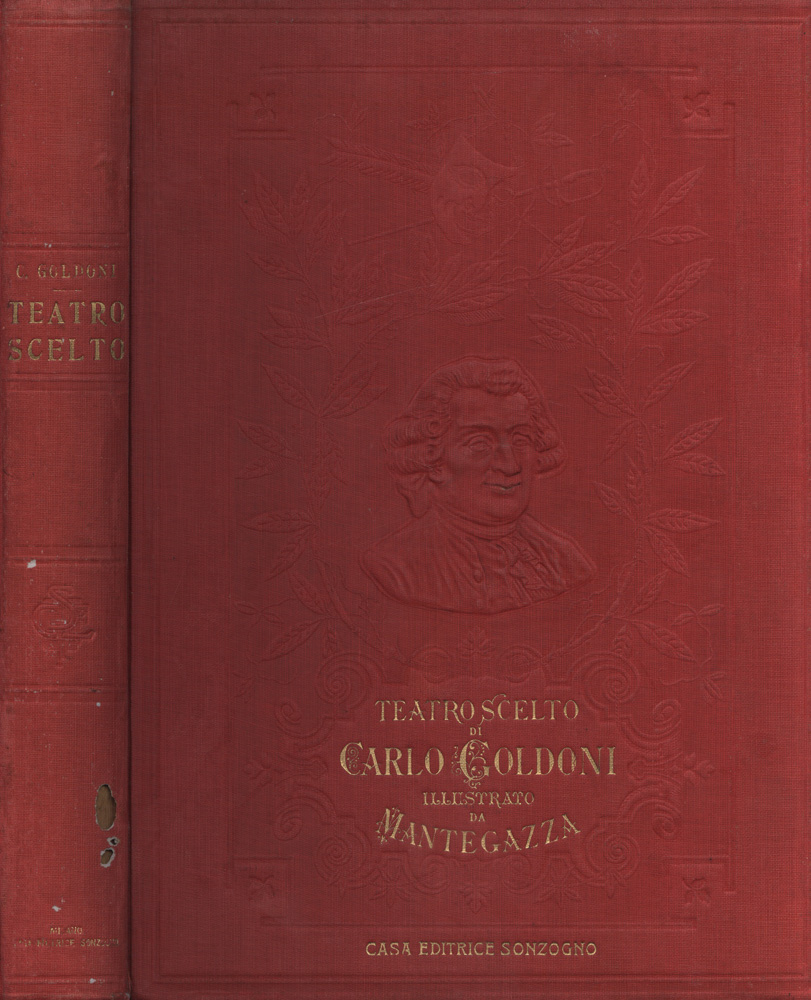 C. GOLDONI
TEATRO
SCELTO
MILANO
CASA EDITRICE SONZOGNO
TEATRO SCELTO
DI
CARLO GOLDONI
ILLUSTRATO
DA
MANTEGAZZA
CASA EDITRICE SONZOGNO